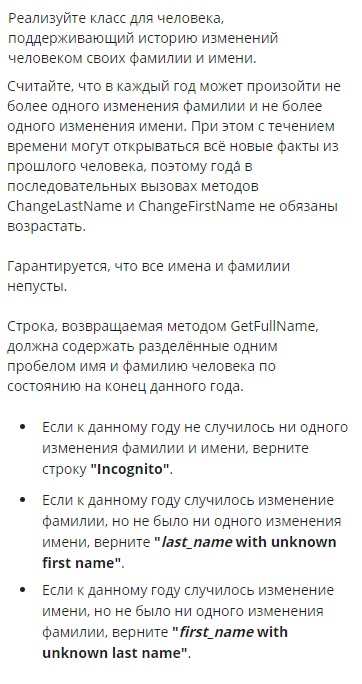 Реализуйте класс для человека,
поддерживающий историю изменений
человеком своих фамилии и имени.
Считайте, что в каждый год может произойти не
более одного изменения фамилии и не более
одного изменения имени. При этом с течением
времени могут открываться всё новые факты из
прошлого человека, поэтому года́ в
последовательных вызовах методов
ChangeLastName и ChangeFirstName не обязаны
возрастать.
Гарантируется, что все имена и фамилии
непусты.
Строка, возвращаемая методом GetFullName,
должна содержать разделённые одним
пробелом имя и фамилию человека по
состоянию на конец данного года.
• Если к данному году не случилось ни одного
изменения фамилии и имени, верните
строку "Incognito".
• Если к данному году случилось изменение
фамилии, но не было ни одного изменения
имени, верните "last_name with unknown
first name".
• Если к данному году случилось изменение
имени, но не было ни одного изменения
фамилии, верните "first_name with
unknown last name".